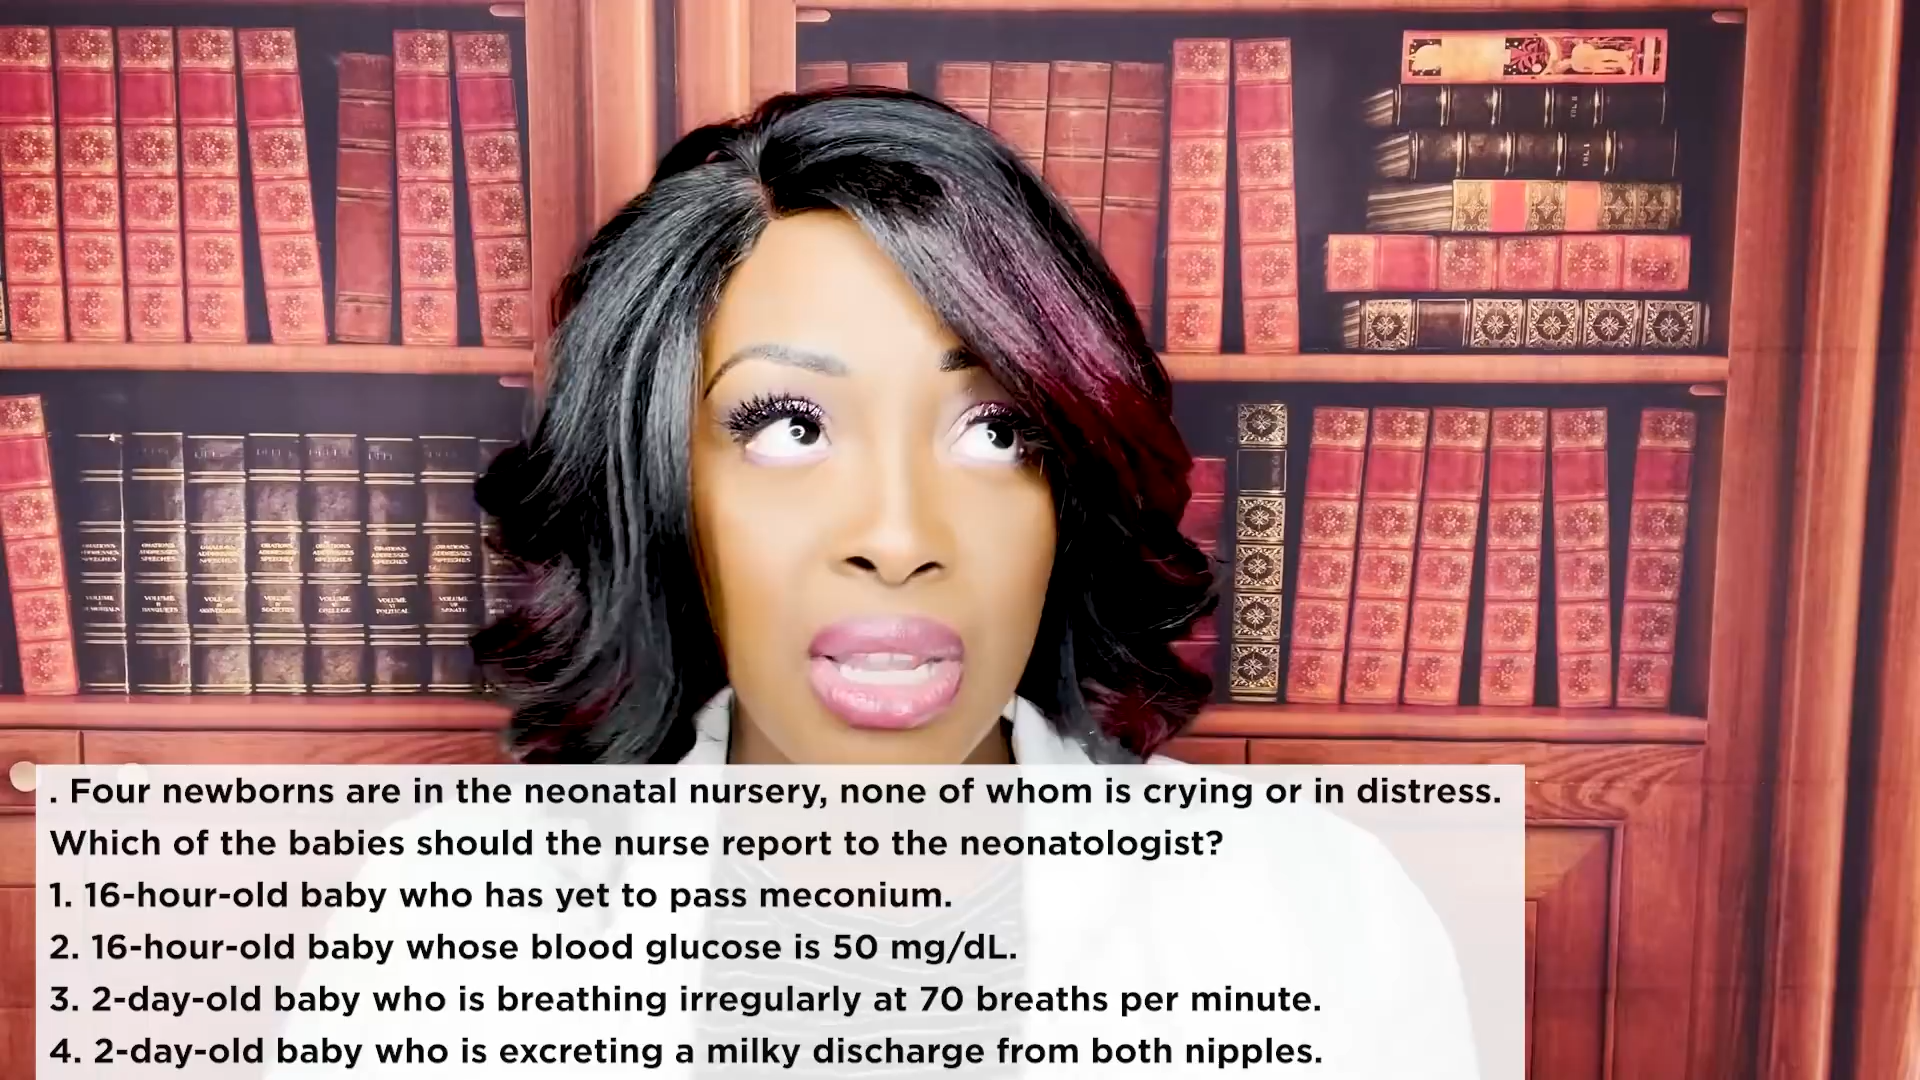 . Four newborns are in the neonatal nursery, none of whom is crying or in distress.
Which of the babies should the nurse report to the neonatologist?
1. 16-hour-old baby who has yet to pass meconium.
2. 16-hour-old baby whose blood glucose is 50 mg/dL.
3. 2-day-old baby who is breathing irregularly at 70 breaths per minute.
4. 2-day-old baby who is excreting a milky discharge from both nipples.
ORATIONS ADDRESSES SPEECHES
VOLUME